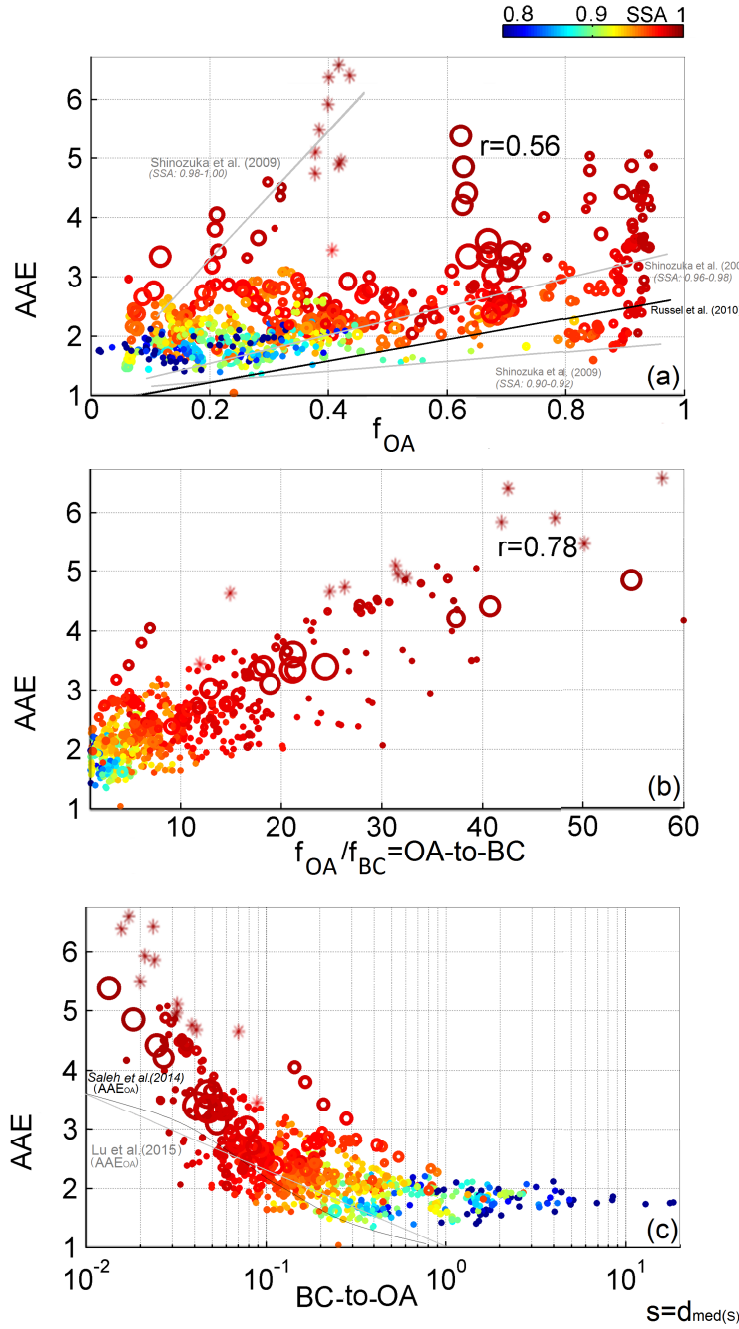 0.8 0.9 SSA 1
6
5
4
3
2
1
AAE
r=0.56
Shinozuka et al. (2009)
(SSA: 0.98-1.00)
Shinozuka et a. (200
(SSA: 0.96-0.98)
Russel et al. (2010)
Shinozuka et a. (2009)
(SSA: 0.90-0.92)
(a)
0 0.2 0.4 0.6 0.8 1
fOA
6
5
4
3
2
1
AAE
r=0.78
(b)
10 20 30 40 50 60
fOA /fBC=OA-to-BC
6
5
4
3
2
1
AAE
Saleh et al.(2014)
(AAEOA)
Lu et al.(2015)
(AAEOA)
(c)
10-2 10-1 100 101
BC-to-OA
s=dmed(s)